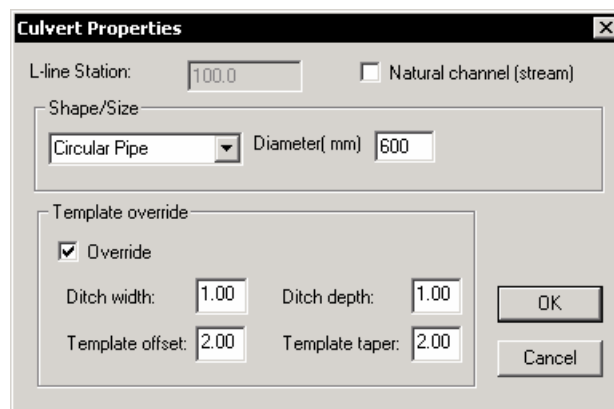 Culvert Properties
L-line Station: 100.0 Natural channel (stream)
Shape/Size
Circular Pipe Diameter( mm) 600
Template override
Override
Ditch width: 1.00 Ditch depth: 1.00
Template offset: 2.00 Template taper: 2.00
OK
Cancel